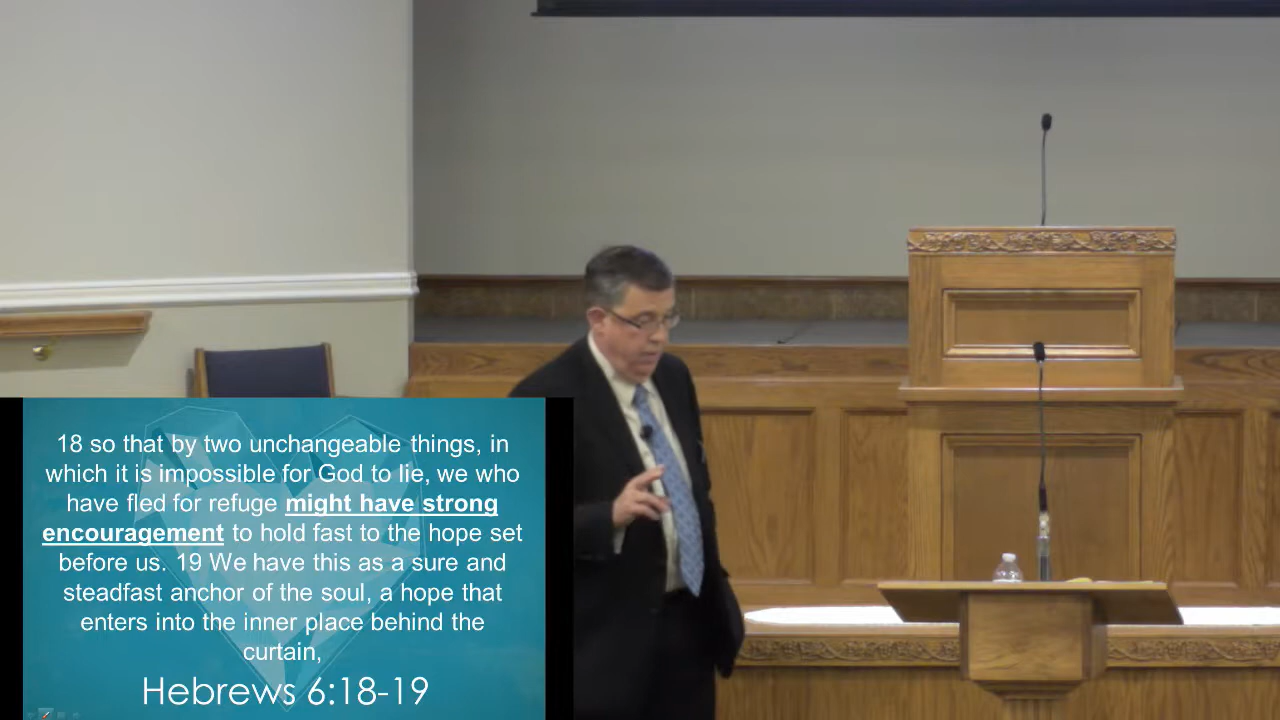 18 so that by two unchangeable things, in
which it is impossible for God to lie, we who
have fled for refuge might have strong
encouragement to hold fast to the hope set
before us. 19 We have this as a sure and
steadfast anchor of the soul, a hope that
enters into the inner place behind the
curtain,
Hebrews 6:18-19